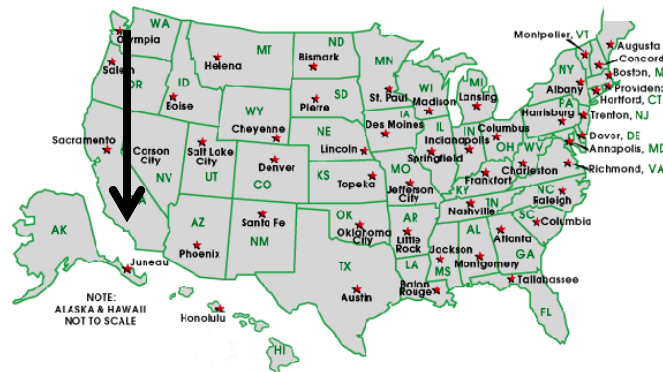 WA
Olympia
Montpelier, VT
Augusta
MT
ND
Helena
Bismark
MN
Concord
Salem
OR
ID
Boise
SD
Pierre
St. Paul
WI
Madison
MI
Lansing
NY
Albany
Boston, M
Providenc
Hartford, CT
WY
Cheyenne
IA
Des Moines
PA
Harrisburg
Trenton, NJ
Sacramento
Carson
City
NV
Salt Lake
City
UT
Denver
CO
NE
Lincoln
IL
Springfield
IN
Indianapolis
OH
Columbus
WV
Charleston
Dover, DE
Annapolis, MD
Richmond, VA
KS
Topeka
MO
Jefferson
City
KY
Frankfort
NC
Raleigh
AZ
Phoenix
Santa Fe
NM
OK
Oklahoma
City
AR
Little
Rock
TN
Nashville
SC
Columbia
AK
Juneau
TX
Austin
LA
Baton
Rouge
MS
Jackson
AL
Montgomery
Atlanta
GA
Tallahassee
FL
NOTE:
ALASKA & HAWAII
NOT TO SCALE
Honolulu
HI